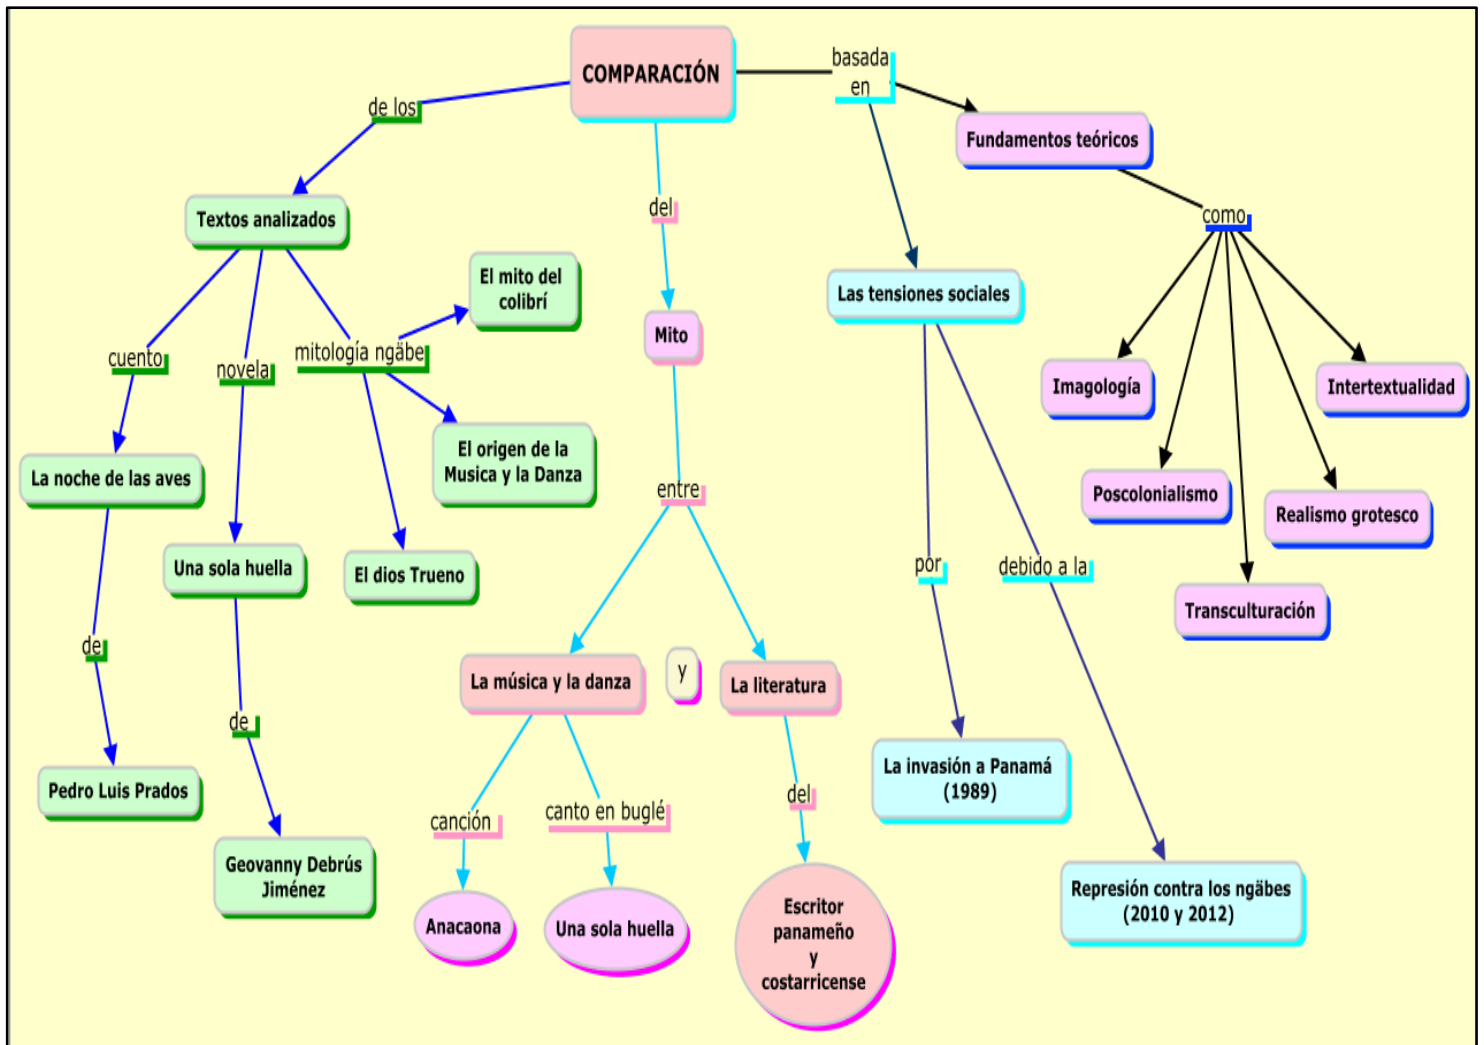 COMPARACIÓN
basada
en
de los
Fundamentos teóricos
Textos analizados
del
como
El mito del
colibrí
Las tensiones sociales
Mito
cuento
novela
mitología ngäbe
Imagología
Intertextualidad
La noche de las aves
El origen de la
Musica y la Danza
entre
Poscolonialismo
Realismo grotesco
Una sola huella
El dios Trueno
por
debido a la
Transculturación
de
La música y la danza
y
La literatura
de
Pedro Luis Prados
La invasión a Panamá
(1989)
canción
canto en buglé
del
Geovanny Debrús
Jiménez
Anacaona
Una sola huella
Escritor
panameño
y
costarricense
Represión contra los ngäbes
(2010 y 2012)